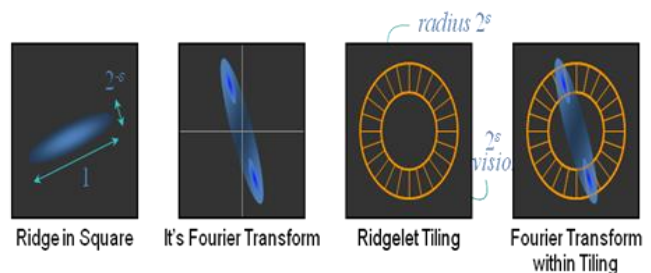 radius 2^s
2^-s
1
2^s
Ridge in Square
It's Fourier Transform
Ridgelet Tiling
Fourier Transform
within Tiling